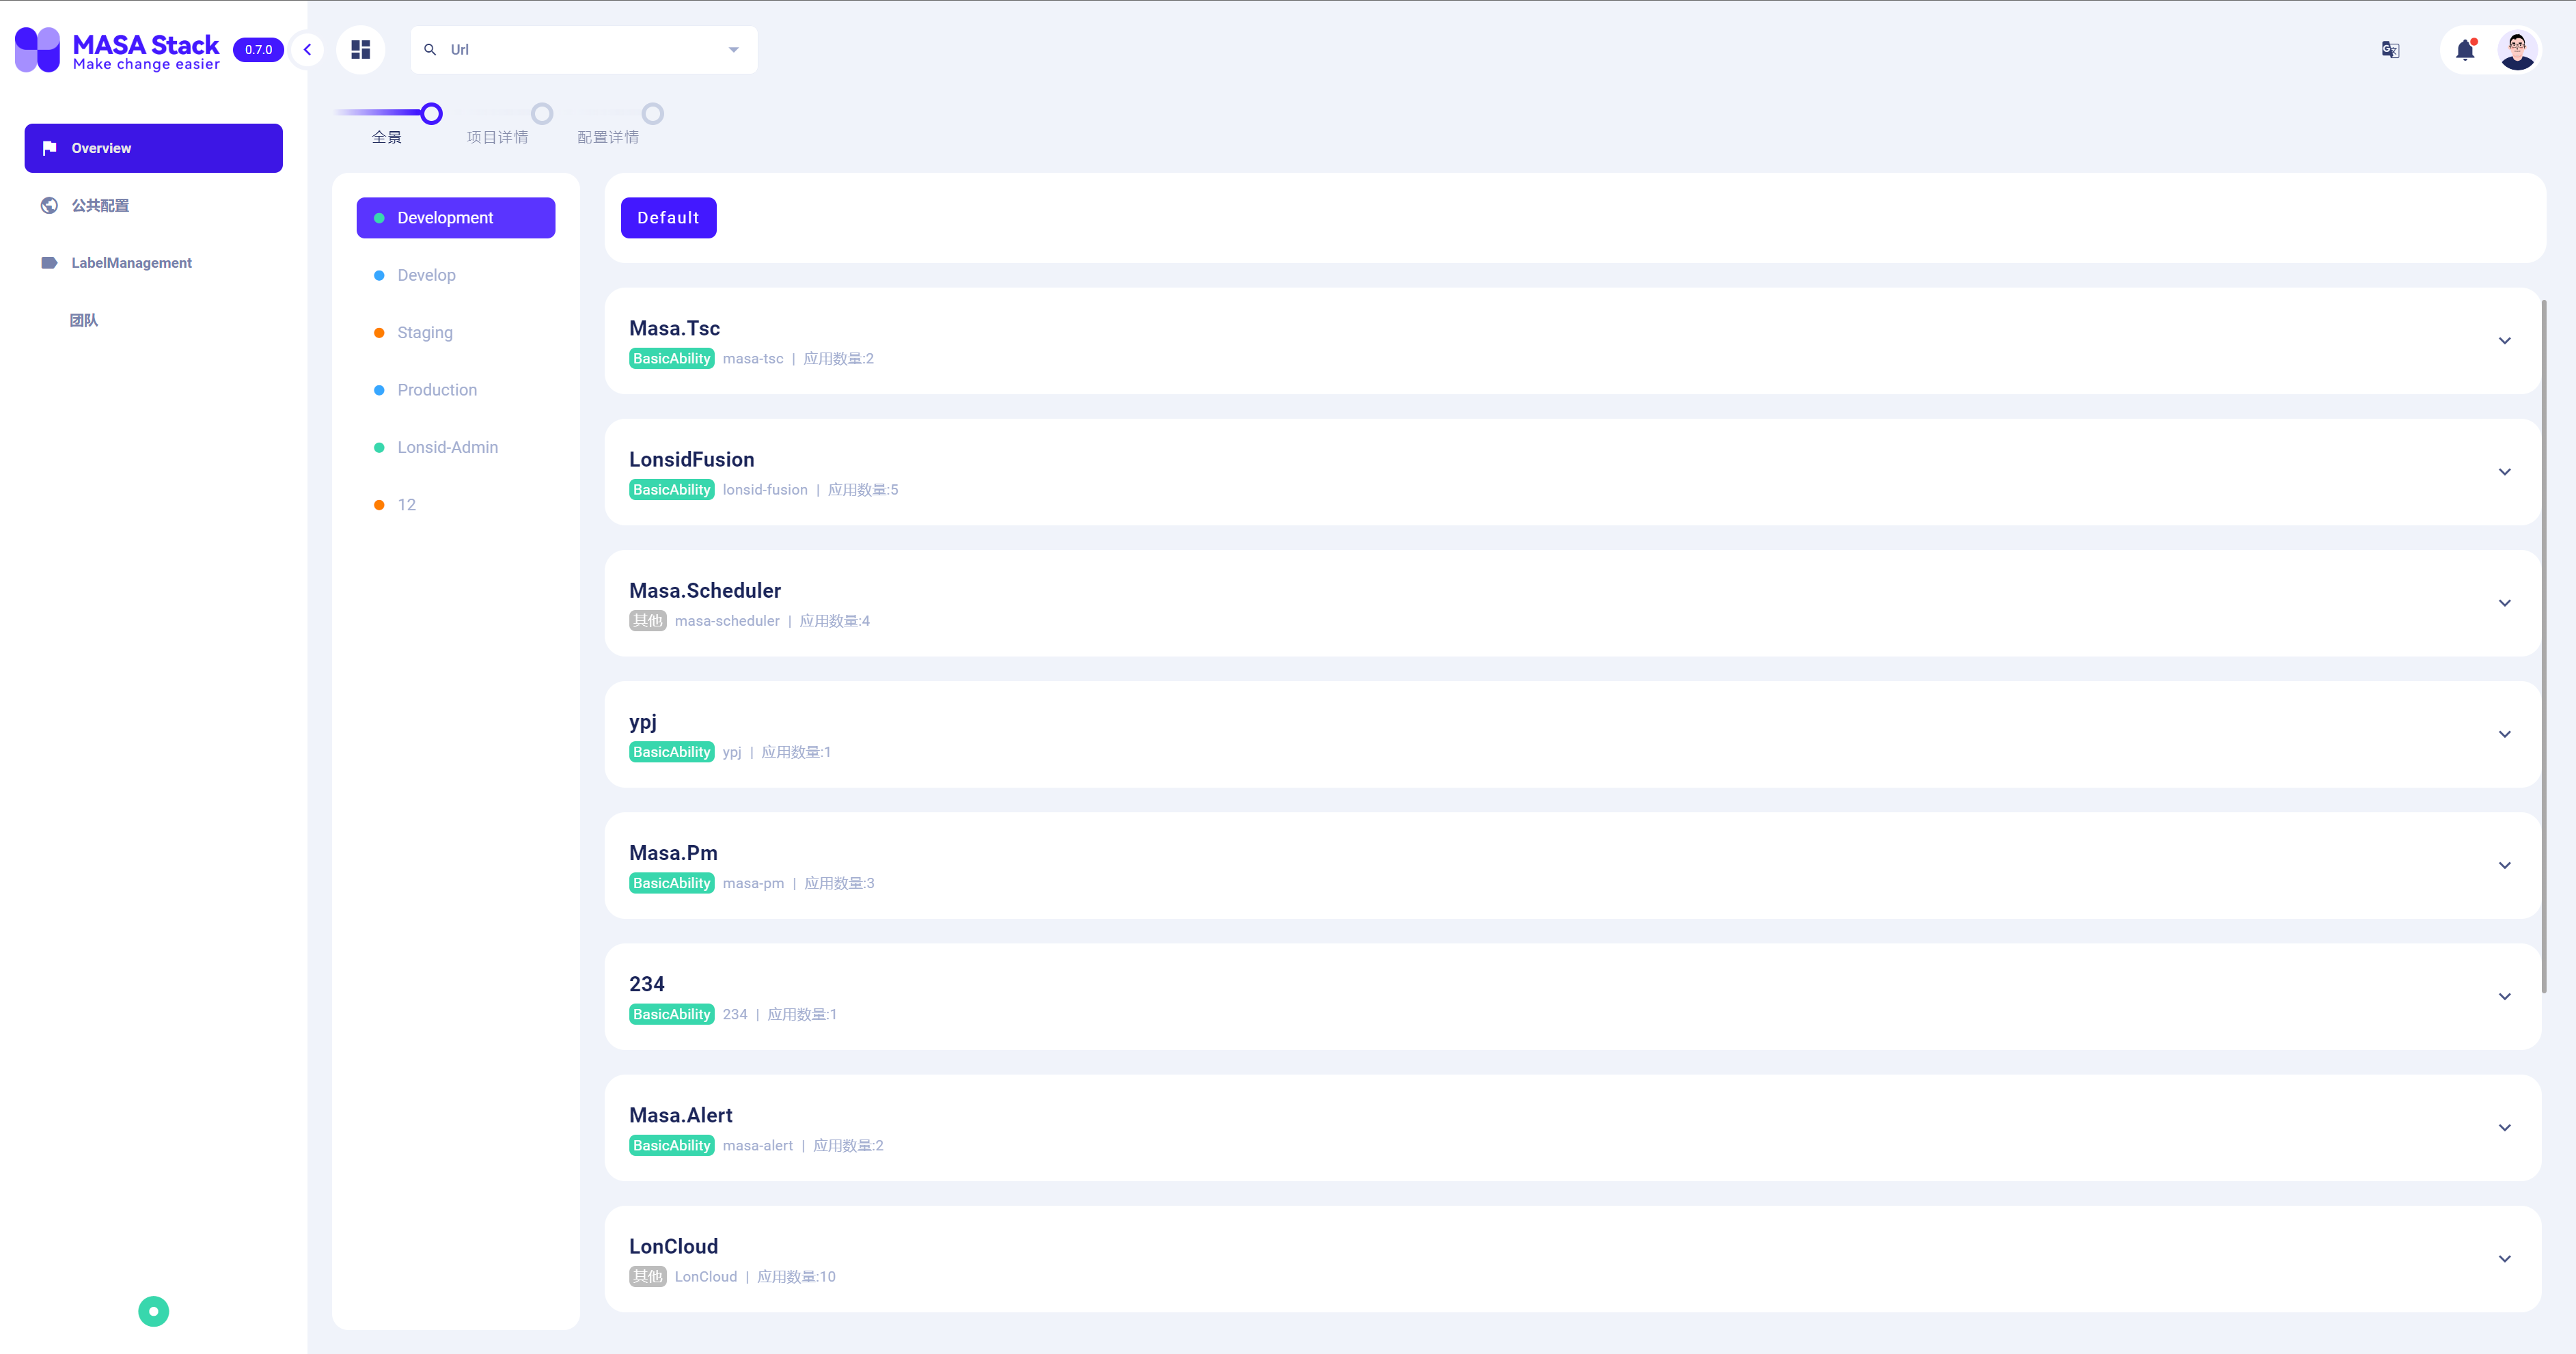 MASA Stack
Make change easier
0.7.0
Url
Overview
公共配置
LabelManagement
团队
全景
项目详情
配置详情
Development
Develop
Staging
Production
Lonsid-Admin
12
Default
Masa.Tsc
BasicAbility masa-tsc | 应用数量:2
LonsidFusion
BasicAbility lonsid-fusion | 应用数量:5
Masa.Scheduler
其他 masa-scheduler | 应用数量:4
ypj
BasicAbility ypj | 应用数量:1
Masa.Pm
BasicAbility masa-pm | 应用数量:3
234
BasicAbility 234 | 应用数量:1
Masa.Alert
BasicAbility masa-alert | 应用数量:2
LonCloud
其他 LonCloud | 应用数量:10